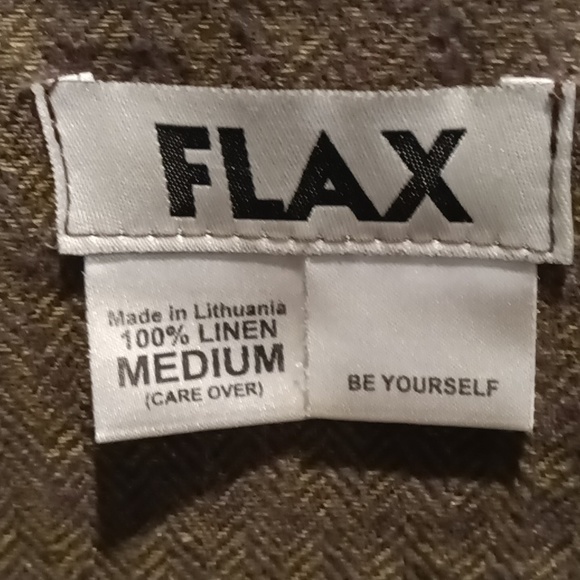 FLAX
Made in Lithuania
100% LINEN
MEDIUM
(CARE OVER)
BE YOURSELF